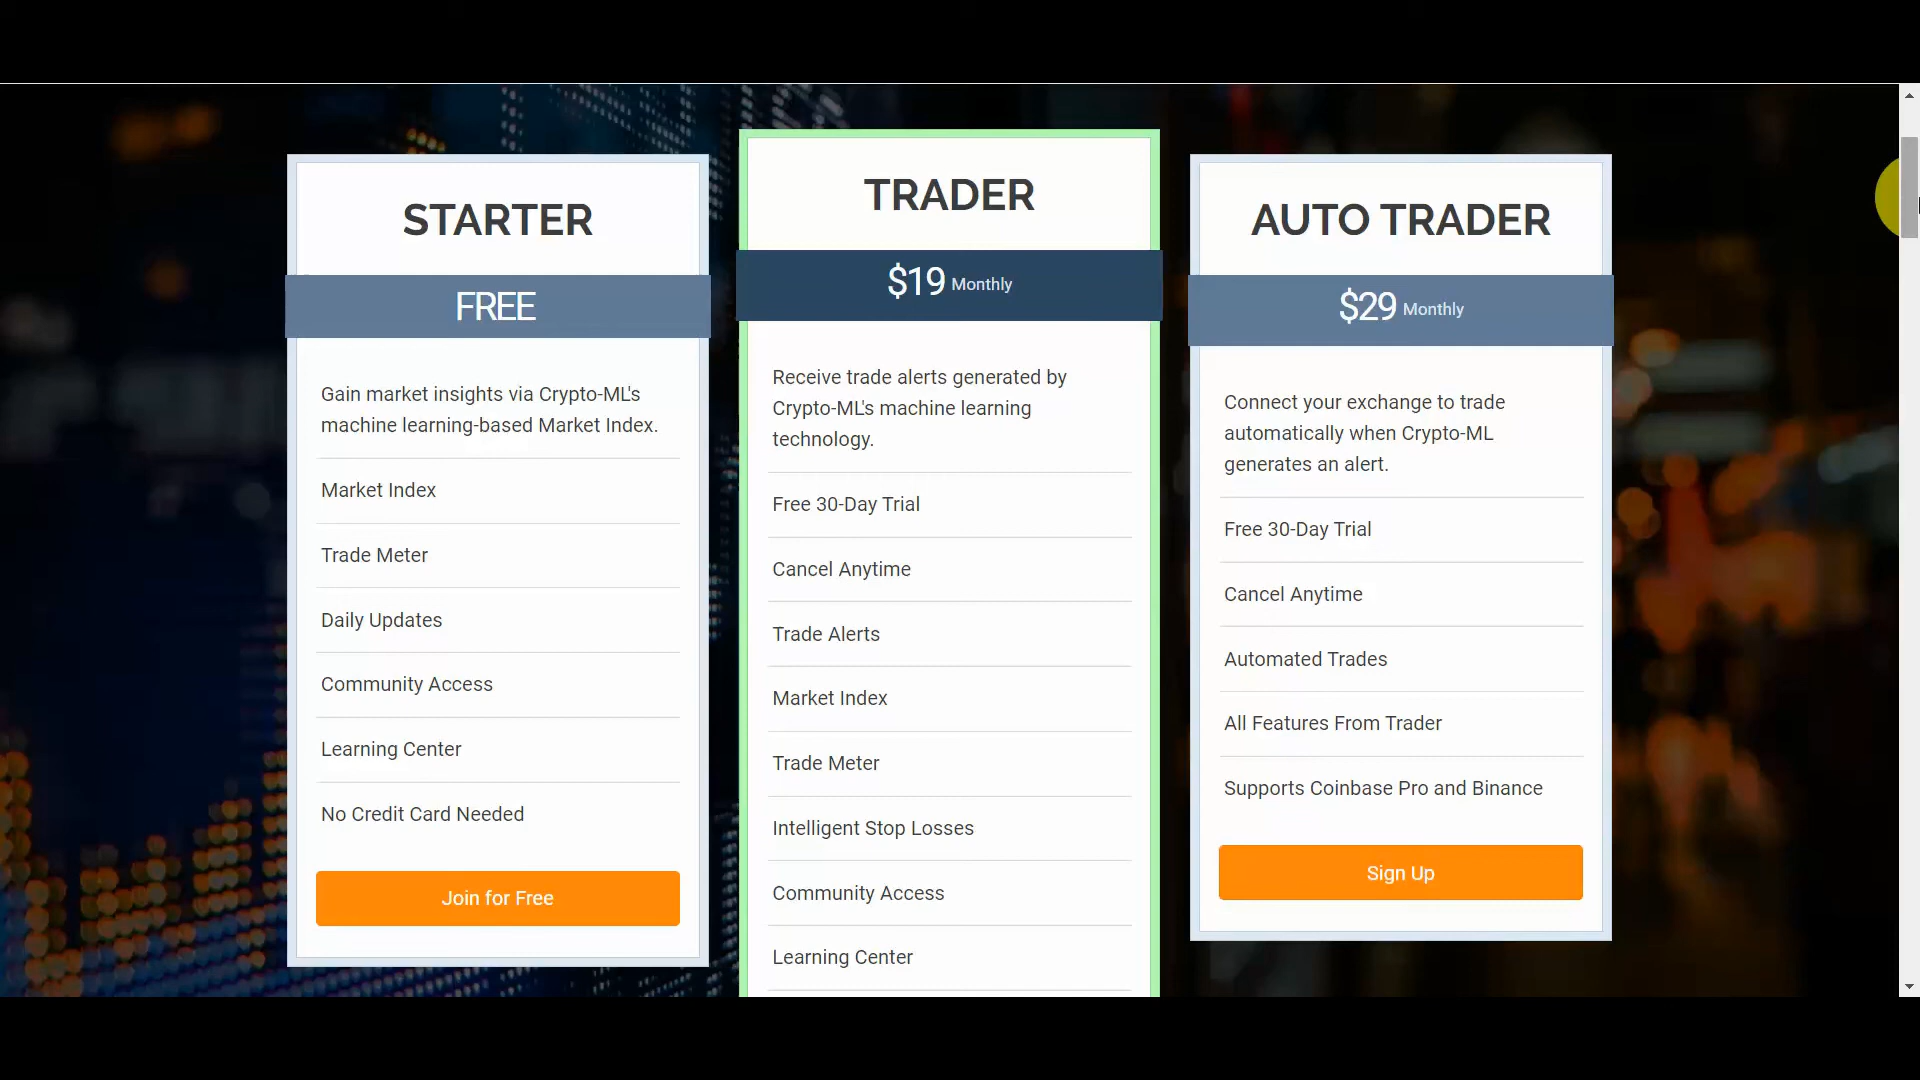 STARTER
FREE
Gain market insights via Crypto-ML's
machine learning-based Market Index.
Market Index
Trade Meter
Daily Updates
Community Access
Learning Center
No Credit Card Needed
Join for Free
TRADER
$19 Monthly
Receive trade alerts generated by
Crypto-ML's machine learning
technology.
Free 30-Day Trial
Cancel Anytime
Trade Alerts
Market Index
Trade Meter
Intelligent Stop Losses
Community Access
Learning Center
AUTO TRADER
$29 Monthly
Connect your exchange to trade
automatically when Crypto-ML
generates an alert.
Free 30-Day Trial
Cancel Anytime
Automated Trades
All Features From Trader
Supports Coinbase Pro and Binance
Sign Up